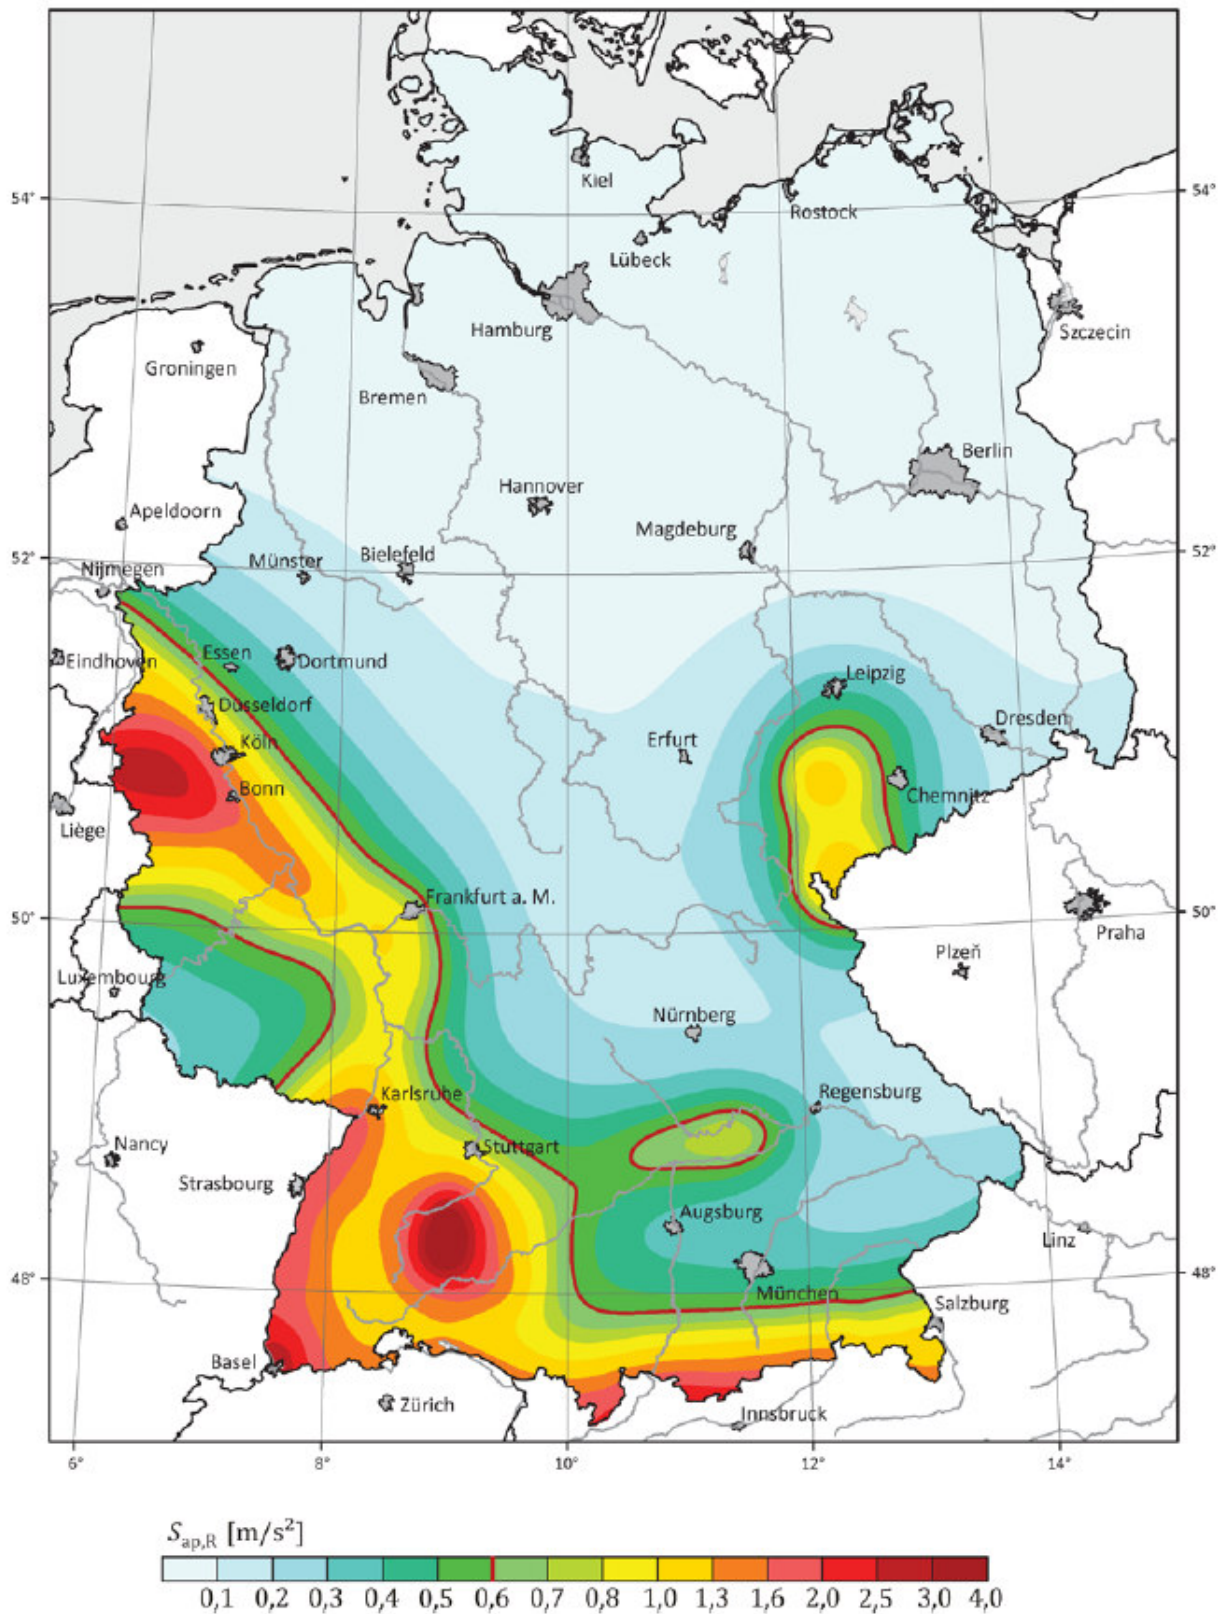 Kiel
54°
54°
Rostock
Lübeck
Hamburg
Szczecin
Groningen
Bremen
Berlin
Hannover
Apeldoorn
Magdeburg
52°
Münster
Bielefeld
52°
Nijmegen
Essen
Eindhoven
Dortmund
Leipzig
Düsseldorf
Dresden
Köln
Erfurt
Bonn
Chemnitz
Liège
Frankfurt a. M.
50°
50°
Praha
Plzeň
Luxembourg
Nürnberg
Karlsruhe
Regensburg
Nancy
Stuttgart
Strasbourg
Augsburg
Linz
48°
48°
München
Salzburg
Basel
Zürich
Innsbruck
6° 8° 10° 12° 14°
Sap,R [m/s²]
0,1 0,2 0,3 0,4 0,5 0,6 0,7 0,8 1,0 1,3 1,6 2,0 2,5 3,0 4,0